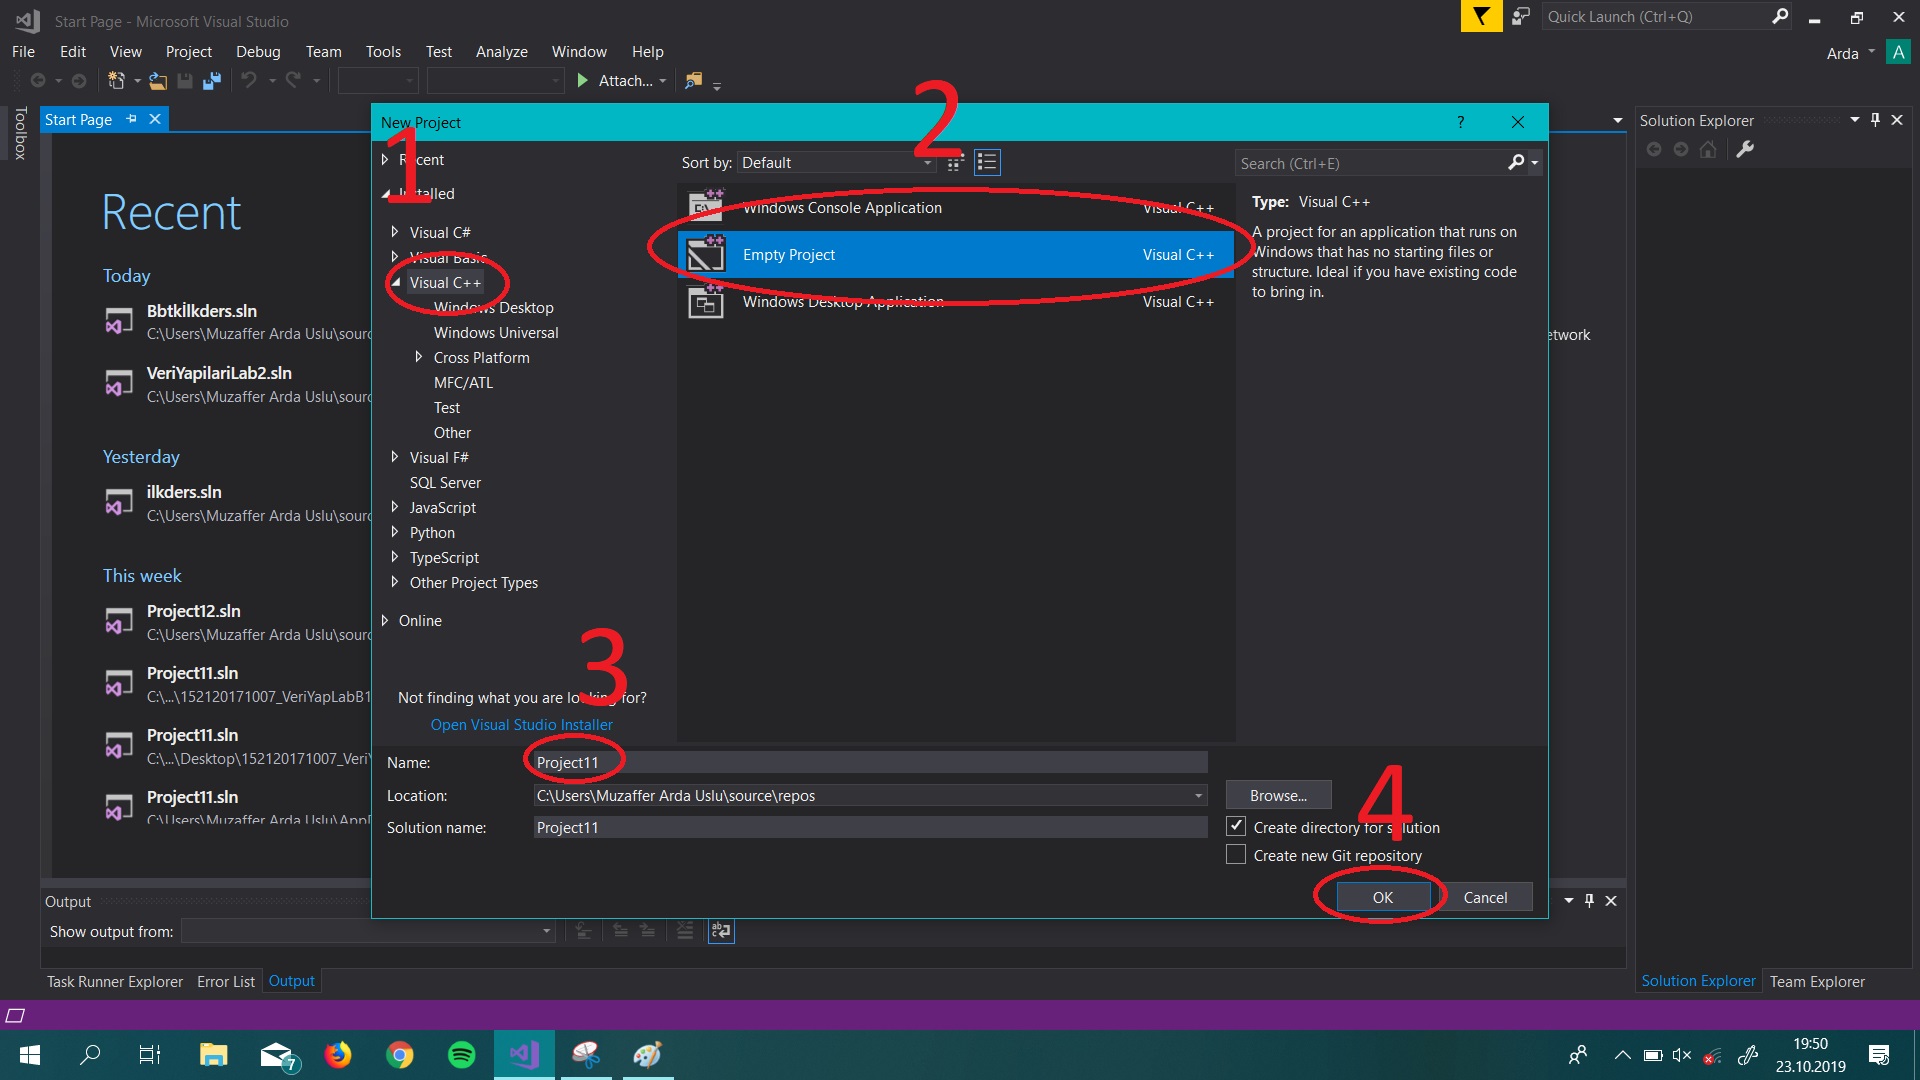 Start Page - Microsoft Visual Studio
Quick Launch (Ctrl+Q)
File Edit View Project Debug Team Tools Test Analyze Window Help
Arda A
Attach...
Toolbox
Start Page
Recent
Today
Bbtkİlkders.sln
C:\Users\Muzaffer Arda Uslu\sourc
VeriYapilariLab2.sln
C:\Users\Muzaffer Arda Uslu\sourc
Yesterday
ilkders.sln
C:\Users\Muzaffer Arda Uslu\sourc
This week
Project12.sln
C:\Users\Muzaffer Arda Uslu\sourc
Project11.sln
C:\...\152120171007_VeriYapLabB1
Project11.sln
C:\...\Desktop\152120171007_VeriY
Project11.sln
C:\Users\Muzaffer Arda Uslu\AppD
New Project
?
1
2
Recent
Installed
Visual C#
Visual Basic
Visual C++
Windows Desktop
Windows Universal
Cross Platform
MFC/ATL
Test
Other
Visual F#
SQL Server
JavaScript
Python
TypeScript
Other Project Types
Online
Not finding what you are looking for?
Open Visual Studio Installer
Sort by: Default
Search (Ctrl+E)
Windows Console Application Visual C++
Empty Project Visual C++
Windows Desktop Application Visual C++
Type: Visual C++
A project for an application that runs on
Windows that has no starting files or
structure. Ideal if you have existing code
to bring in.
etwork
3
Name: Project11
Location: C:\Users\Muzaffer Arda Uslu\source\repos
Browse...
Solution name: Project11
4
Create directory for solution
Create new Git repository
OK Cancel
Solution Explorer
Output
Show output from:
Task Runner Explorer Error List Output
Solution Explorer Team Explorer
7
19:50
23.10.2019